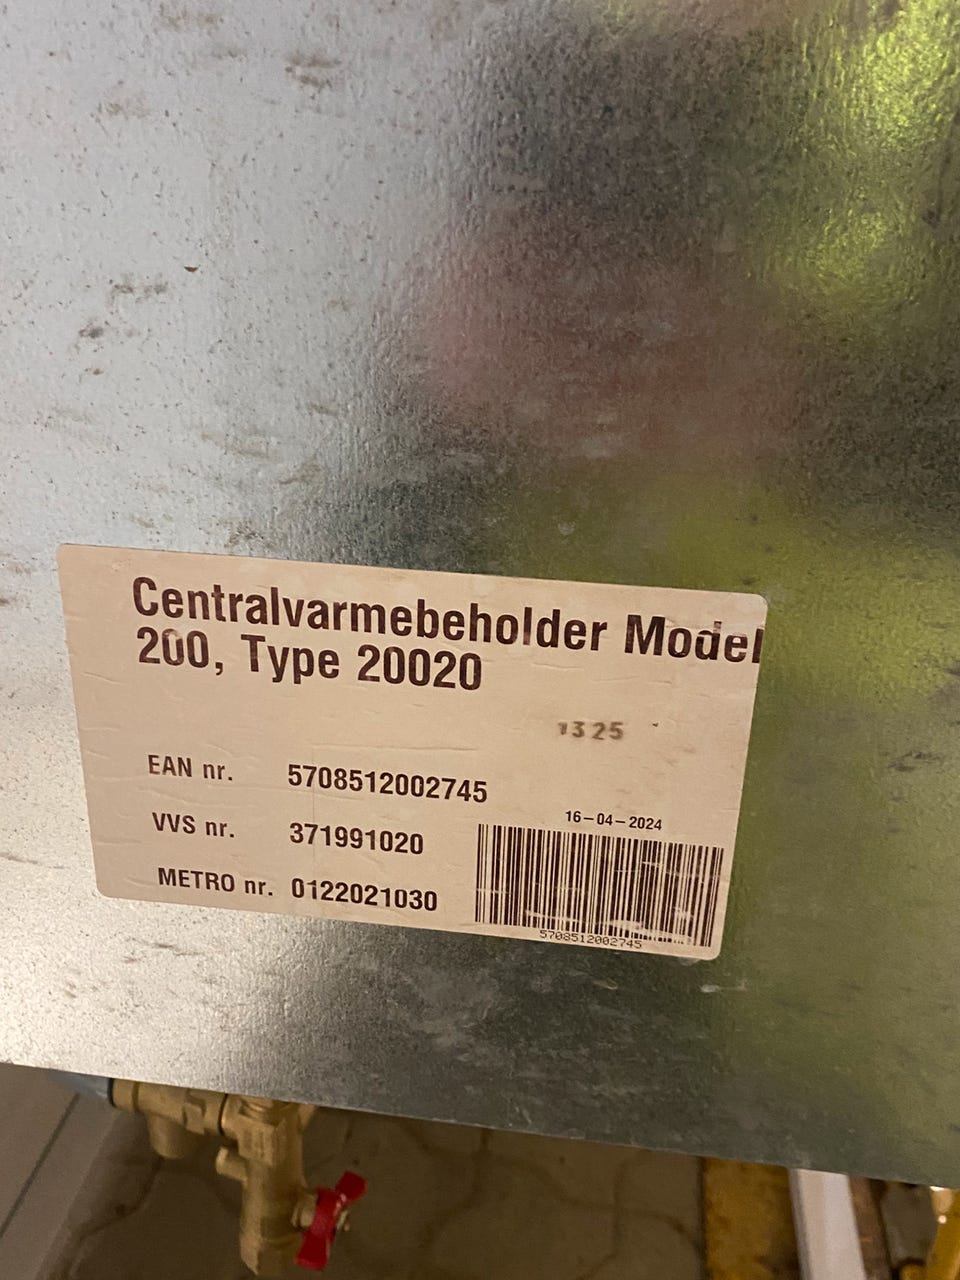 Centralvarmebeholder Model
200, Type 20020
1325
EAN nr. 5708512002745
VVS nr. 371991020
16-04-2024
METRO nr. 0122021030
5708512002745